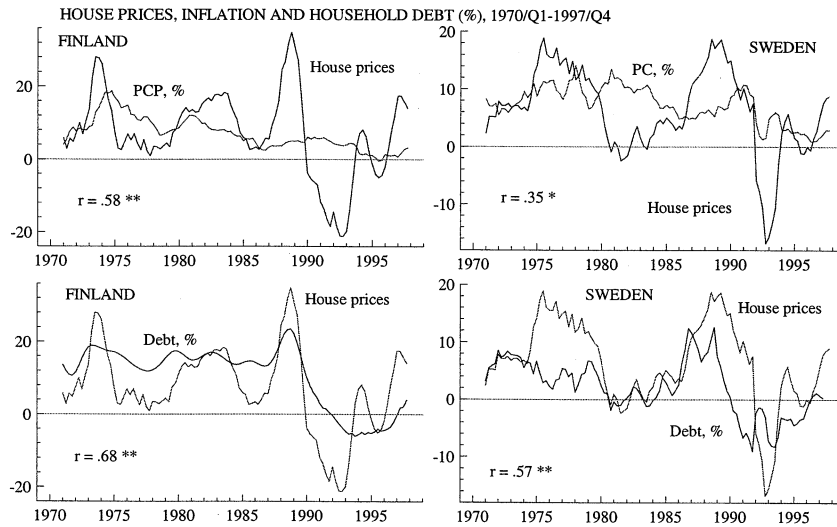 HOUSE PRICES, INFLATION AND HOUSEHOLD DEBT (%), 1970/Q1-1997/Q4
FINLAND
House prices
PCP, %
20
0
-20
r = .58 **
1970 1975 1980 1985 1990 1995
20
SWEDEN
PC, %
10
0
-10
r = .35 *
House prices
1970 1975 1980 1985 1990 1995
FINLAND
House prices
Debt, %
20
0
-20
r = .68 **
1970 1975 1980 1985 1990 1995
20
SWEDEN
House prices
10
0
Debt, %
-10
r = .57 **
1970 1975 1980 1985 1990 1995